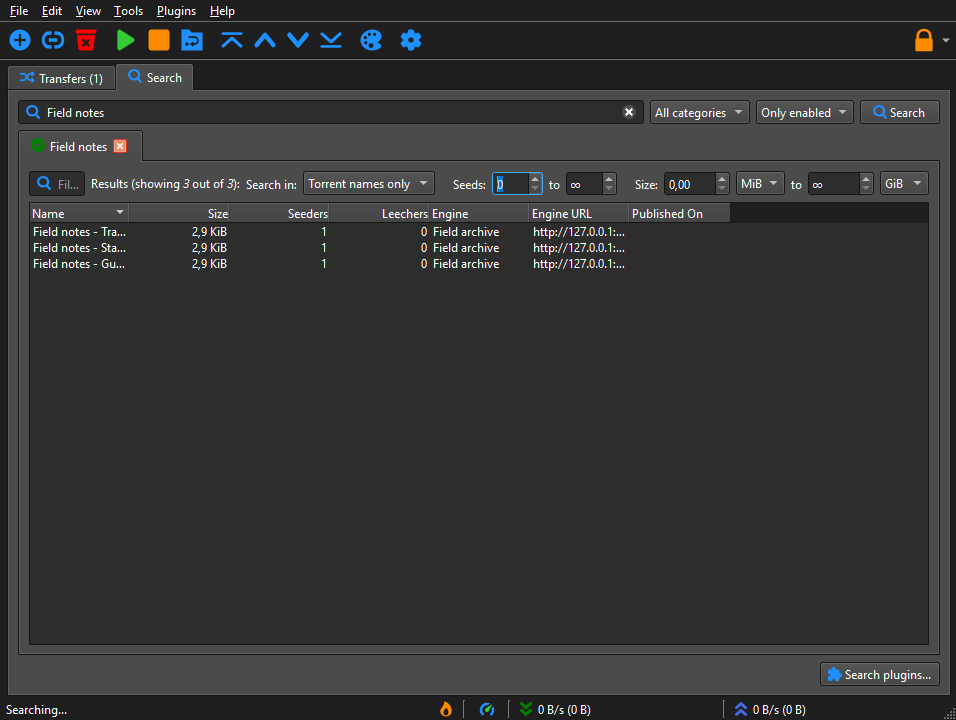 File Edit View Tools Plugins Help
Transfers (1) Search
Field notes All categories Only enabled Search
Field notes
Fil... Results (showing 3 out of 3): Search in: Torrent names only Seeds: 0 to ∞ Size: 0,00 MiB to ∞ GiB
Name Size Seeders Leechers Engine Engine URL Published On
Field notes - Tra... 2,9 KiB 1 0 Field archive http://127.0.0.1:...
Field notes - Sta... 2,9 KiB 1 0 Field archive http://127.0.0.1:...
Field notes - Gu... 2,9 KiB 1 0 Field archive http://127.0.0.1:...
Search plugins...
Searching... 0 B/s (0 B) 0 B/s (0 B)